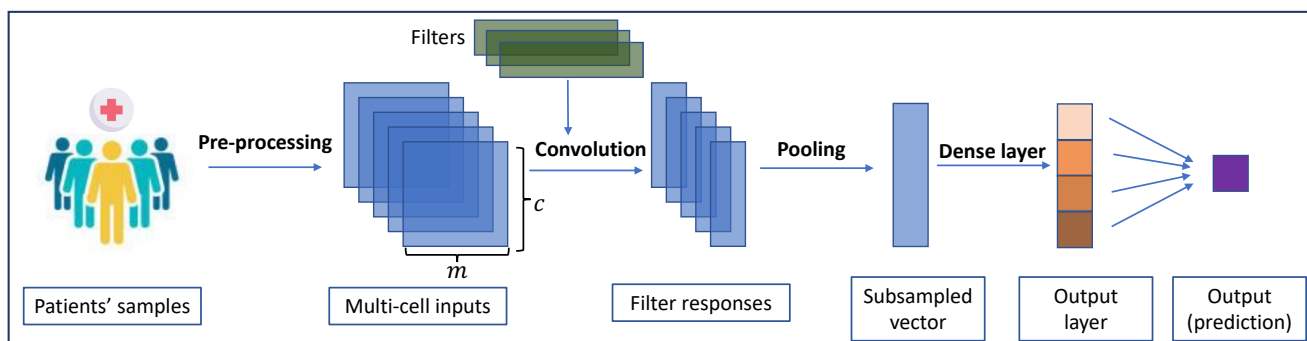 Filters
Pre-processing
Convolution
Pooling
Dense layer
c
m
Patients’ samples
Multi-cell inputs
Filter responses
Subsampled
vector
Output
layer
Output
(prediction)